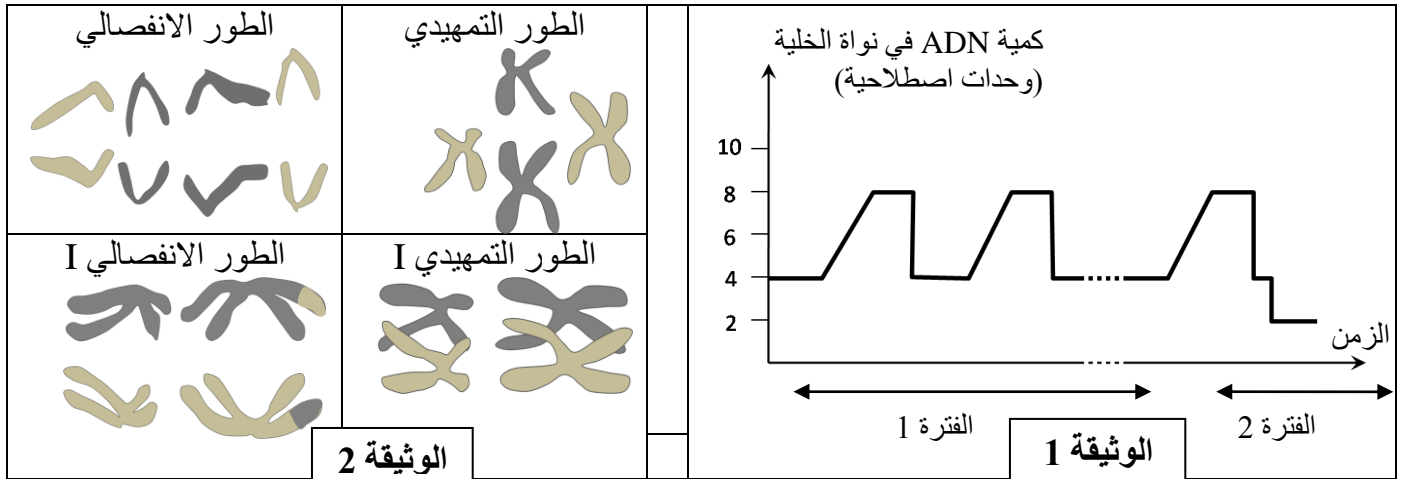 كمية ADN في نواة الخلية
(وحدات اصطلاحية)
10
8
6
4
2
الزمن
الفترة 1
الفترة 2
الوثيقة 1
الطور التمهيدي
الطور الانفصالي
الطور التمهيدي I
الطور الانفصالي I
الوثيقة 2